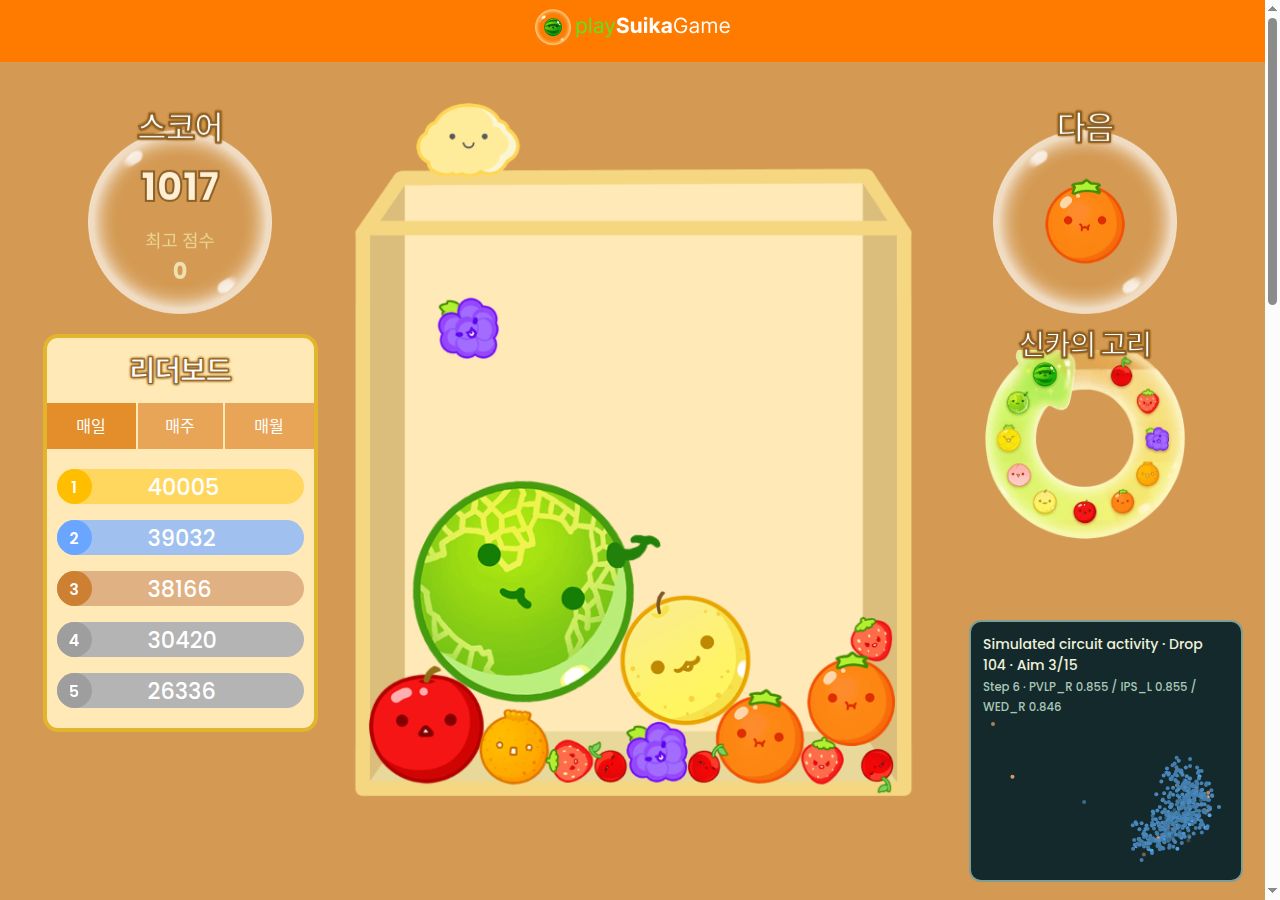 playSuikaGame
스코어
1017
최고 점수
0
다음
리더보드
매일
매주
매월
1
40005
2
39032
3
38166
4
30420
5
26336
신카의 고리
Simulated circuit activity · Drop
104 · Aim 3/15
Step 6 · PVLP_R 0.855 / IPS_L 0.855 /
WED_R 0.846